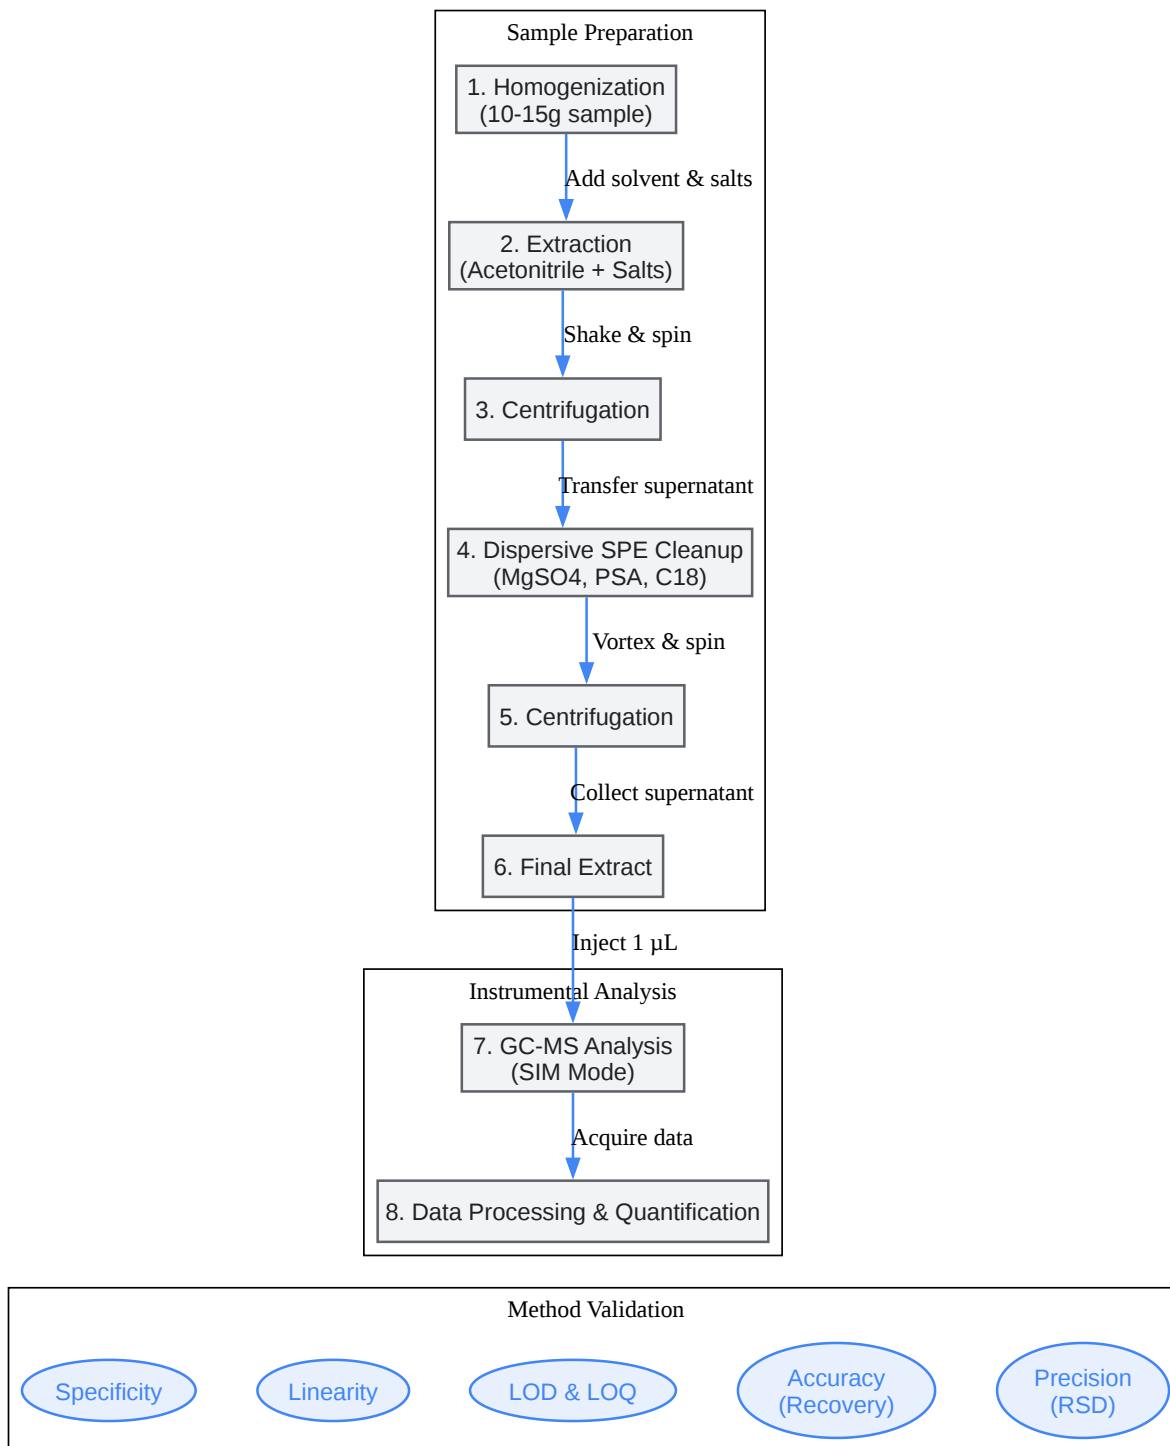 Sample Preparation
1. Homogenization
(10-15g sample)
Add solvent & salts
2. Extraction
(Acetonitrile + Salts)
Shake & spin
3. Centrifugation
Transfer supernatant
4. Dispersive SPE Cleanup
(MgSO4, PSA, C18)
Vortex & spin
5. Centrifugation
Collect supernatant
6. Final Extract
Inject 1 µL
Instrumental Analysis
7. GC-MS Analysis
(SIM Mode)
Acquire data
8. Data Processing & Quantification
Method Validation
Specificity
Linearity
LOD & LOQ
Accuracy
(Recovery)
Precision
(RSD)